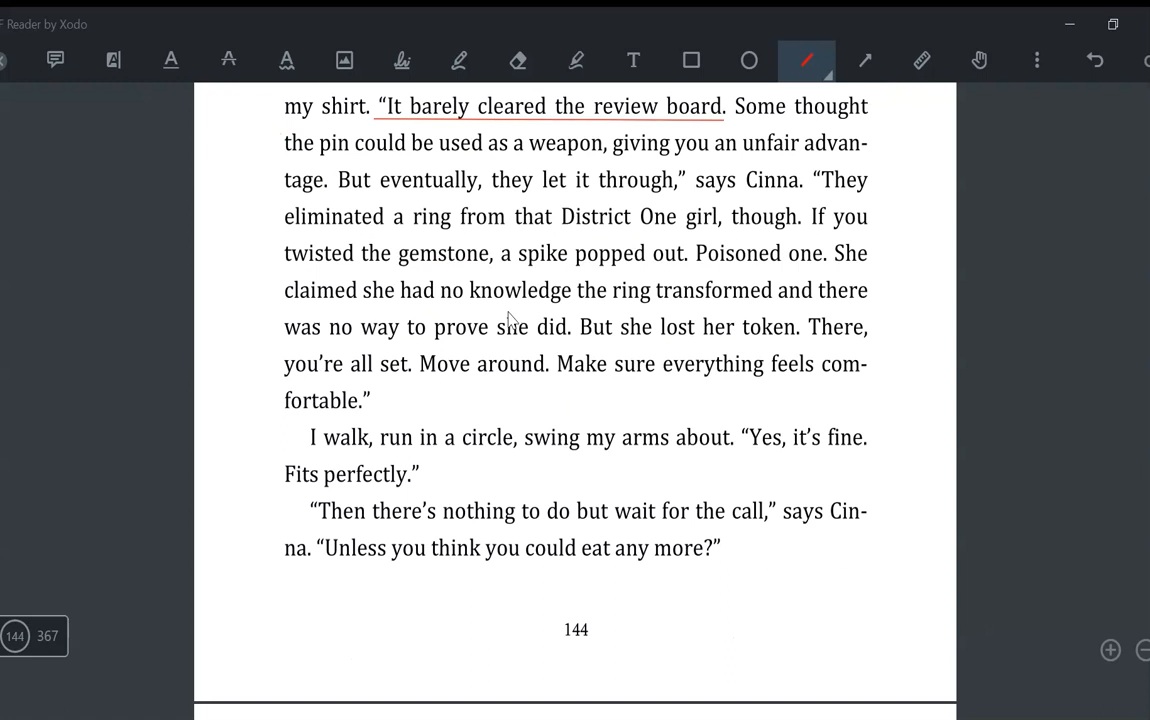 F Reader by Xodo
my shirt. “It barely cleared the review board. Some thought
the pin could be used as a weapon, giving you an unfair advan-
tage. But eventually, they let it through,” says Cinna. “They
eliminated a ring from that District One girl, though. If you
twisted the gemstone, a spike popped out. Poisoned one. She
claimed she had no knowledge the ring transformed and there
was no way to prove she did. But she lost her token. There,
you’re all set. Move around. Make sure everything feels com-
fortable.”
I walk, run in a circle, swing my arms about. “Yes, it’s fine.
Fits perfectly.”
“Then there’s nothing to do but wait for the call,” says Cin-
na. “Unless you think you could eat any more?”
144
144 367